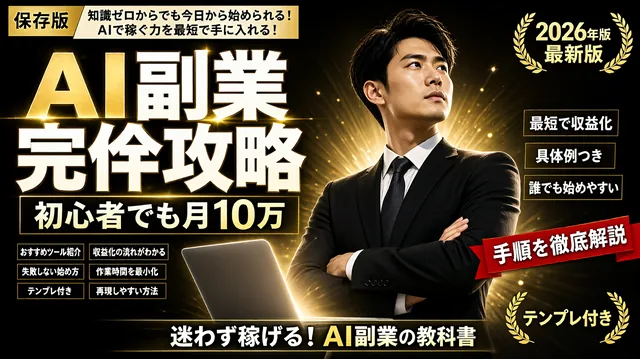 保存版
知識ゼロからでも今日から始められる！
AIで稼ぐ力を最短で手に入れる！
2026年版
最新版
AI副業
完伜攻略
初心者でも月10万
最短で収益化
具体例つき
誰でも始めやすい
おすすめツール紹介
収益化の流れがわかる
失敗しない始め方
作業時間を最小化
テンプレ付き
再現しやすい方法
手順を徹底解説
テンプレ付き
迷わず稼げる！AI副業の教科書